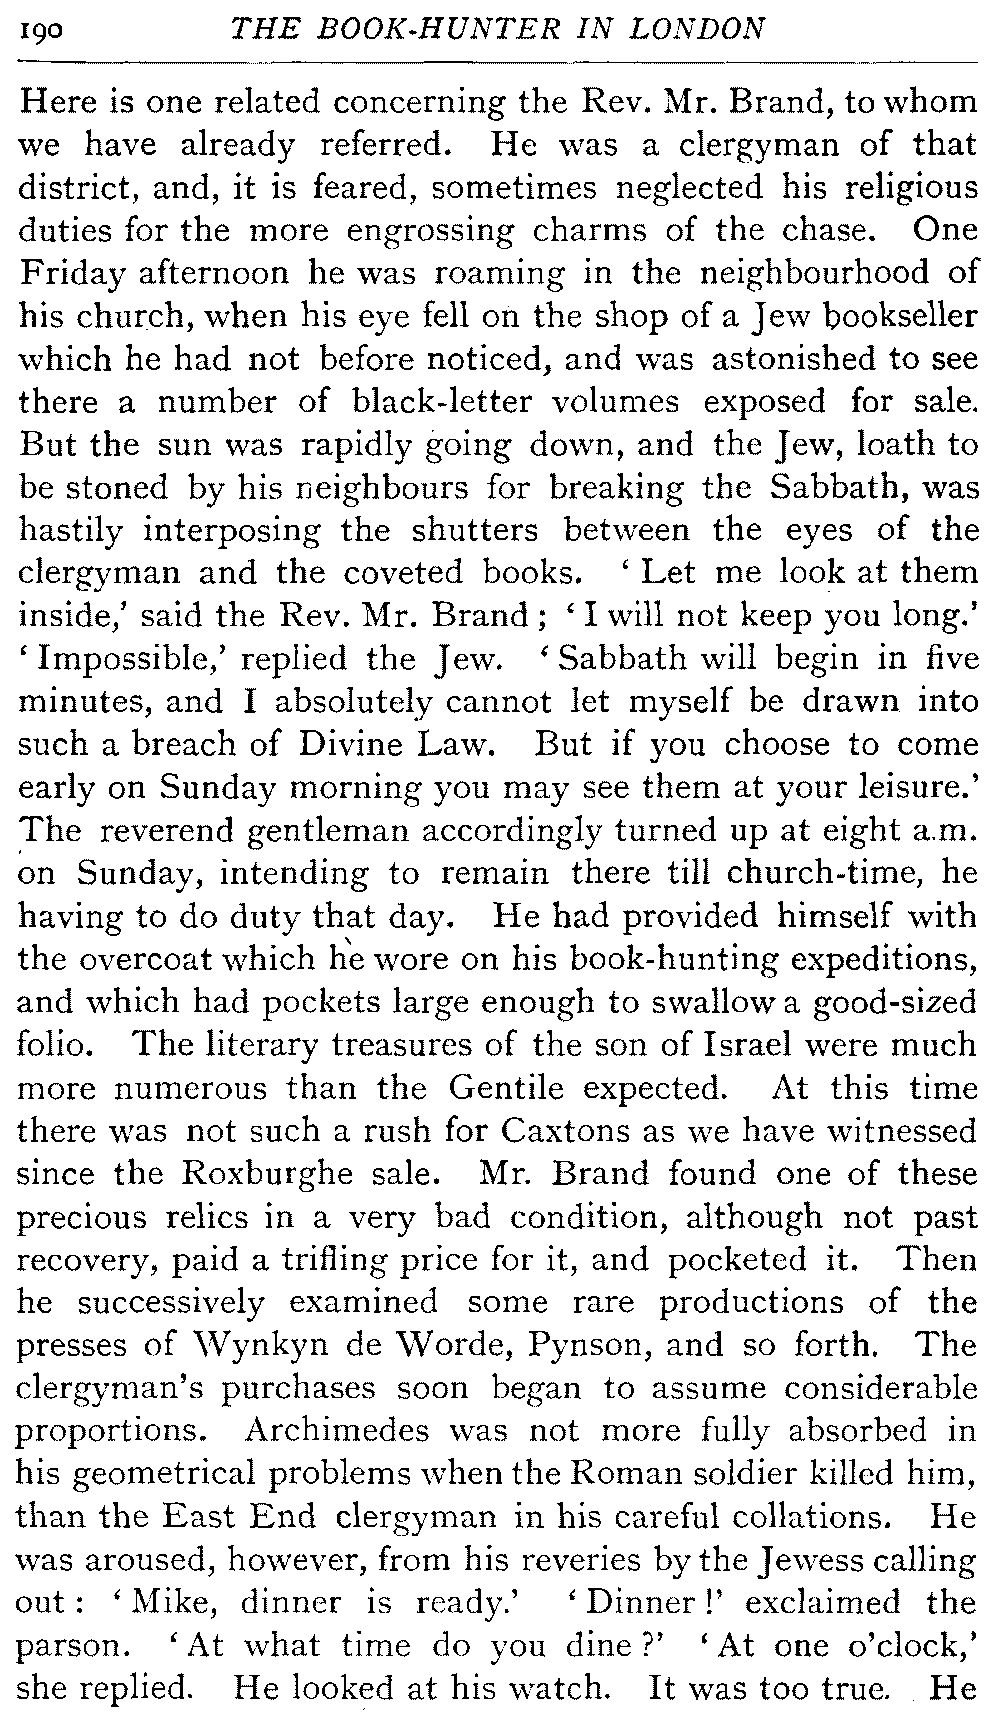 190 THE BOOK-HUNTER IN LONDON
Here is one related concerning the Rev. Mr. Brand, to whom
we have already referred. He was a clergyman of that
district, and, it is feared, sometimes neglected his religious
duties for the more engrossing charms of the chase. One
Friday afternoon he was roaming in the neighbourhood of
his church, when his eye fell on the shop of a Jew bookseller
which he had not before noticed, and was astonished to see
there a number of black-letter volumes exposed for sale.
But the sun was rapidly going down, and the Jew, loath to
be stoned by his neighbours for breaking the Sabbath, was
hastily interposing the shutters between the eyes of the
clergyman and the coveted books. ‘ Let me look at them
inside,’ said the Rev. Mr. Brand ; ‘ I will not keep you long.’
‘ Impossible,’ replied the Jew. ‘ Sabbath will begin in five
minutes, and I absolutely cannot let myself be drawn into
such a breach of Divine Law. But if you choose to come
early on Sunday morning you may see them at your leisure.’
The reverend gentleman accordingly turned up at eight a.m.
on Sunday, intending to remain there till church-time, he
having to do duty that day. He had provided himself with
the overcoat which he wore on his book-hunting expeditions,
and which had pockets large enough to swallow a good-sized
folio. The literary treasures of the son of Israel were much
more numerous than the Gentile expected. At this time
there was not such a rush for Caxtons as we have witnessed
since the Roxburghe sale. Mr. Brand found one of these
precious relics in a very bad condition, although not past
recovery, paid a trifling price for it, and pocketed it. Then
he successively examined some rare productions of the
presses of Wynkyn de Worde, Pynson, and so forth. The
clergyman’s purchases soon began to assume considerable
proportions. Archimedes was not more fully absorbed in
his geometrical problems when the Roman soldier killed him,
than the East End clergyman in his careful collations. He
was aroused, however, from his reveries by the Jewess calling
out : ‘ Mike, dinner is ready.’ ‘ Dinner !’ exclaimed the
parson. ‘ At what time do you dine ?’ ‘ At one o’clock,’
she replied. He looked at his watch. It was too true. He